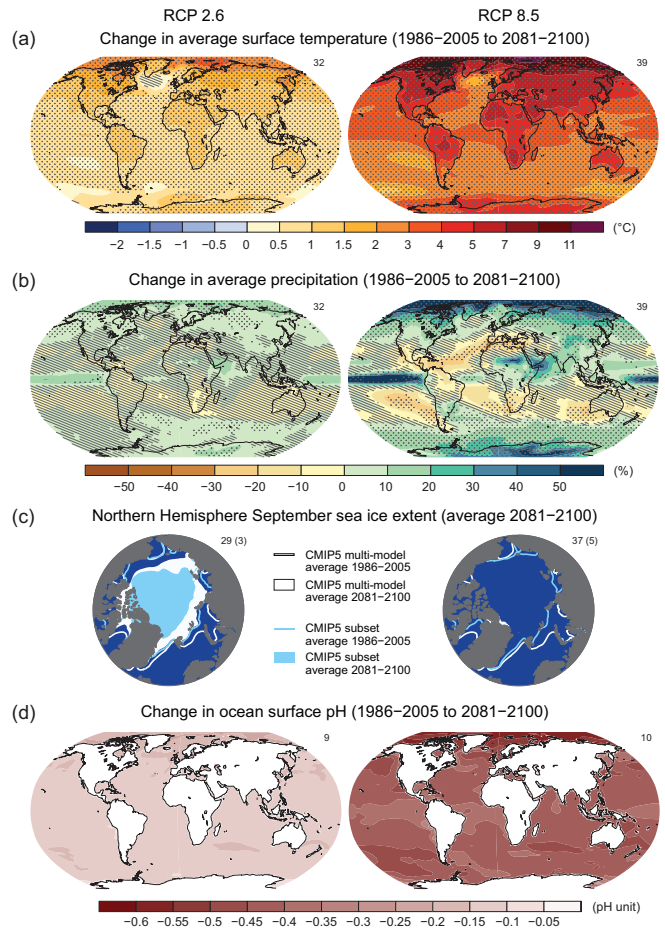 RCP 2.6 RCP 8.5
(a) Change in average surface temperature (1986−2005 to 2081−2100)
32 39
−2 −1.5 −1 −0.5 0 0.5 1 1.5 2 3 4 5 7 9 11 (°C)
(b) Change in average precipitation (1986−2005 to 2081−2100)
32 39
−50 −40 −30 −20 −10 0 10 20 30 40 50 (%)
(c) Northern Hemisphere September sea ice extent (average 2081−2100)
29 (3) 37 (5)
CMIP5 multi-model
average 1986−2005
CMIP5 multi-model
average 2081−2100
CMIP5 subset
average 1986−2005
CMIP5 subset
average 2081−2100
(d) Change in ocean surface pH (1986−2005 to 2081−2100)
9 10
−0.6 −0.55 −0.5 −0.45 −0.4 −0.35 −0.3 −0.25 −0.2 −0.15 −0.1 −0.05 (pH unit)